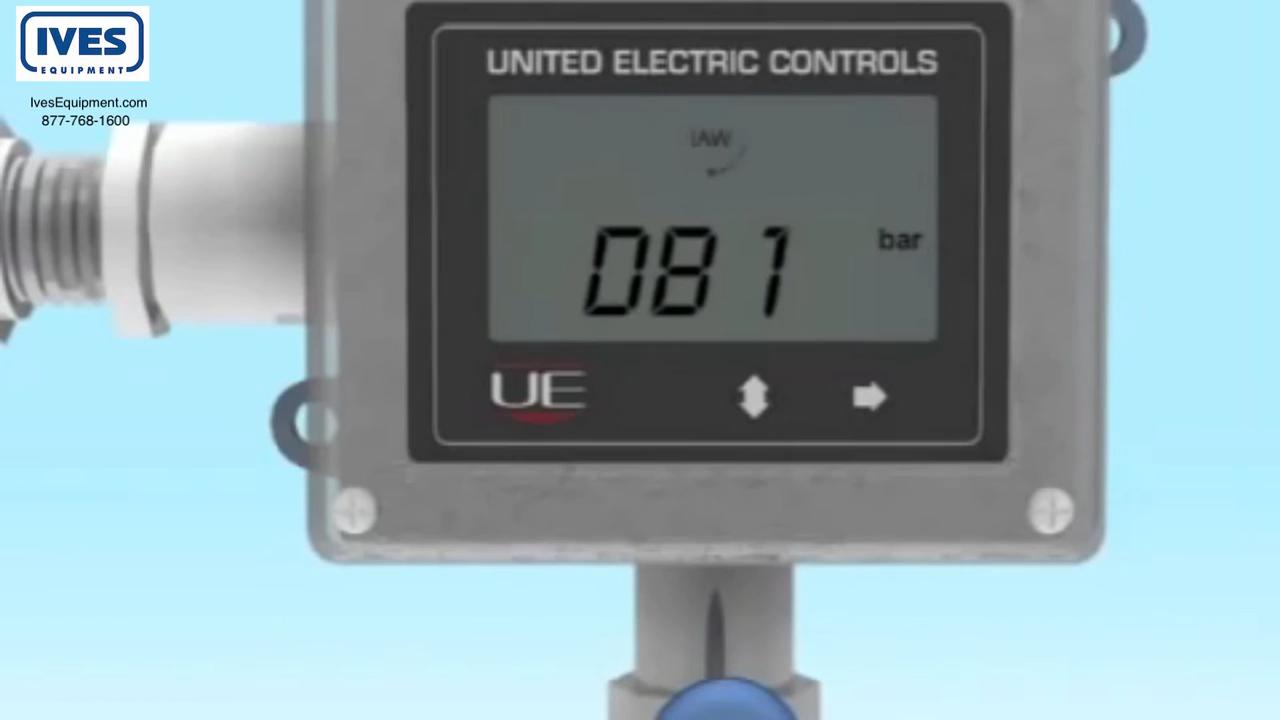 IVES
EQUIPMENT
IvesEquipment.com
877-768-1600
UNITED ELECTRIC CONTROLS
IAW
081
bar
UE